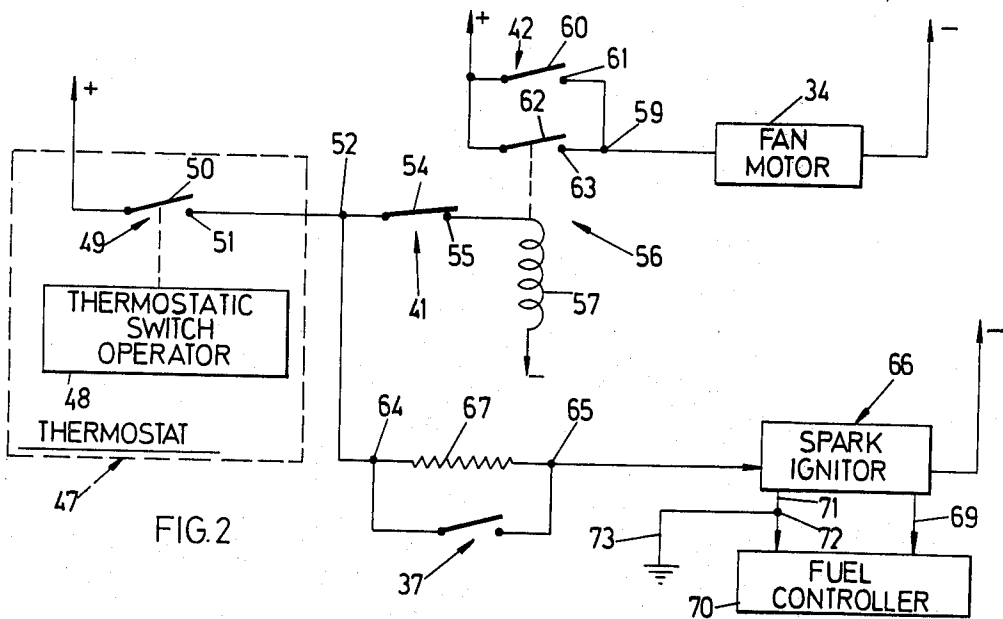 + 42 60 61 −
62 59 34
FAN
MOTOR
63
+
50 52 54
49 51 55 41 56
57
THERMOSTATIC
SWITCH
OPERATOR
48
−
THERMOSTAT
47
64 67 65 66 −
SPARK
IGNITOR
37
71
69
73 72
FUEL
CONTROLLER
70
FIG.2